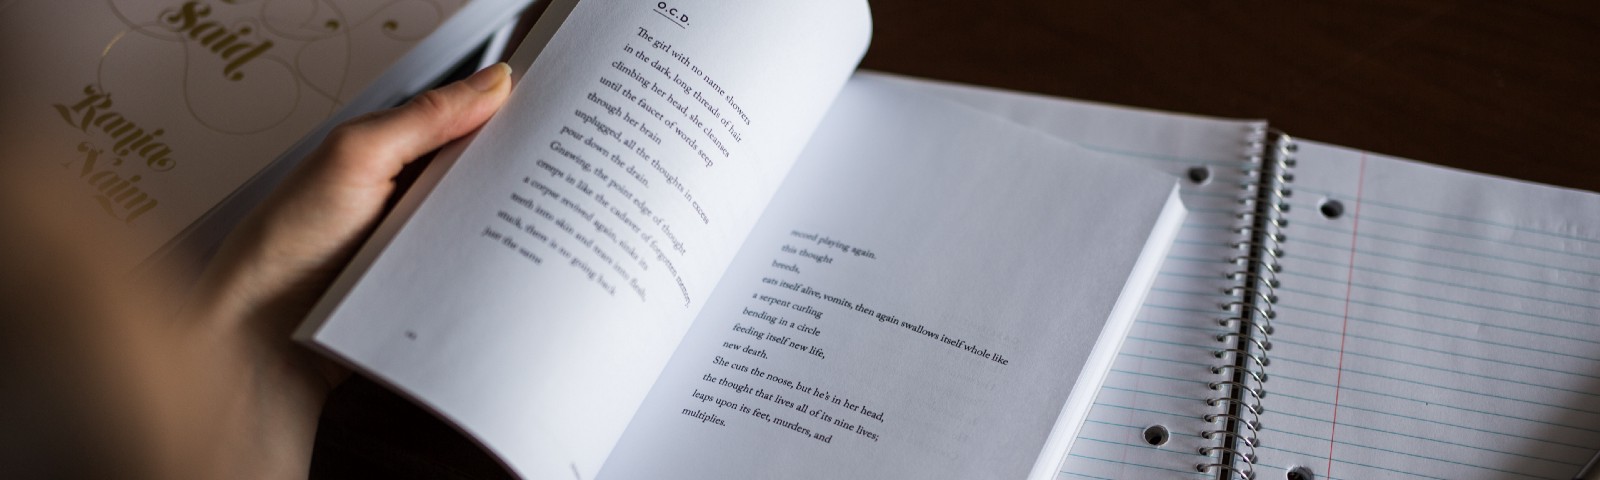 said
Rania
Naim
O.C.D.
The girl with no name showers
in the dark, long threads of hair
climbing her head, she cleanses
until the faucet of words seep
through her brain
unplugged, all the thoughts in excess
pour down the drain.
Gnawing, the point edge of thought
creeps in like the cadaver of forgotten memory,
a corpse revived again, sinks its
teeth into skin and tears into flesh,
stuck, there is no going back
just the same
record playing again.
this thought
breeds,
eats itself alive, vomits, then again swallows itself whole like
a serpent curling
bending in a circle
feeding itself new life,
new death.
She cuts the noose, but he's in her head,
the thought that lives all of its nine lives;
leaps upon its feet, murders, and
multiplies.